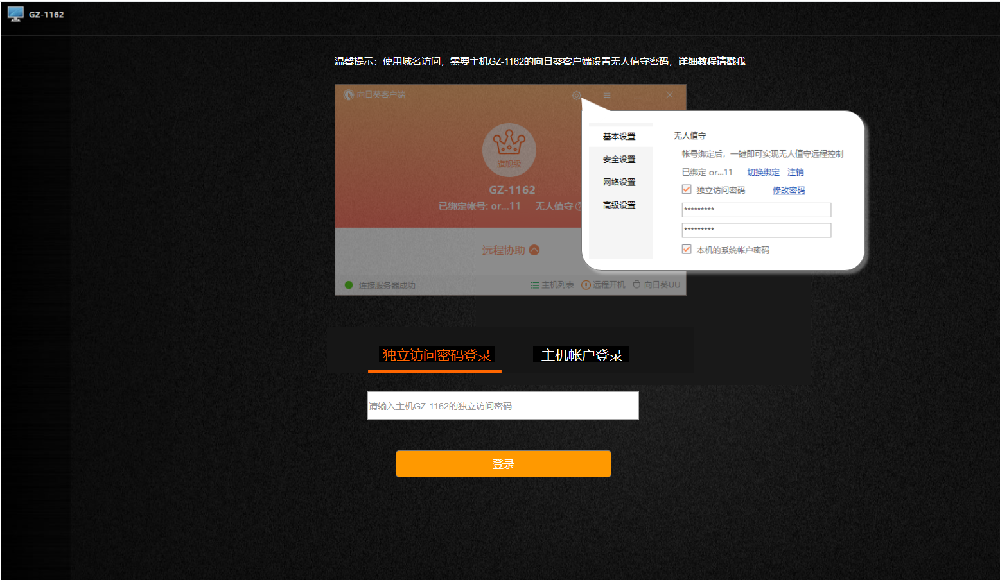 GZ-1162
温馨提示：使用域名访问，需要主机GZ-1162的向日葵客户端设置无人值守密码，详细教程请戳我
向日葵客户端
旗舰级
GZ-1162
已绑定帐号: or...11 无人值守
远程协助
连接服务器成功 主机列表 远程开机 向日葵UU
基本设置
安全设置
网络设置
高级设置
无人值守
帐号绑定后，一键即可实现无人值守远程控制
已绑定 or...11 切换绑定 注销
独立访问密码 修改密码
*********
*********
本机的系统帐户密码
独立访问密码登录 主机帐户登录
请输入主机GZ-1162的独立访问密码
登录